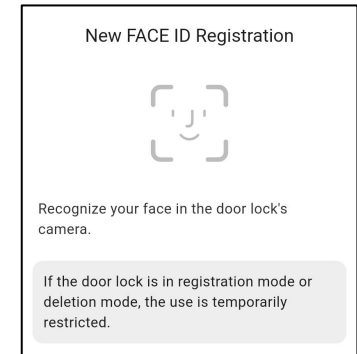 New FACE ID Registration
Recognize your face in the door lock's
camera.
If the door lock is in registration mode or
deletion mode, the use is temporarily
restricted.